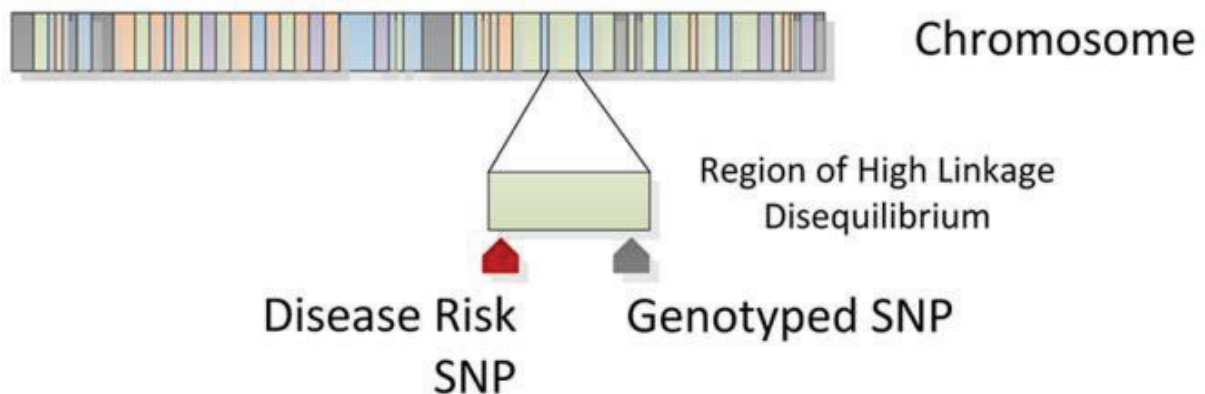 Chromosome
Region of High Linkage
Disequilibrium
Disease Risk
SNP
Genotyped SNP